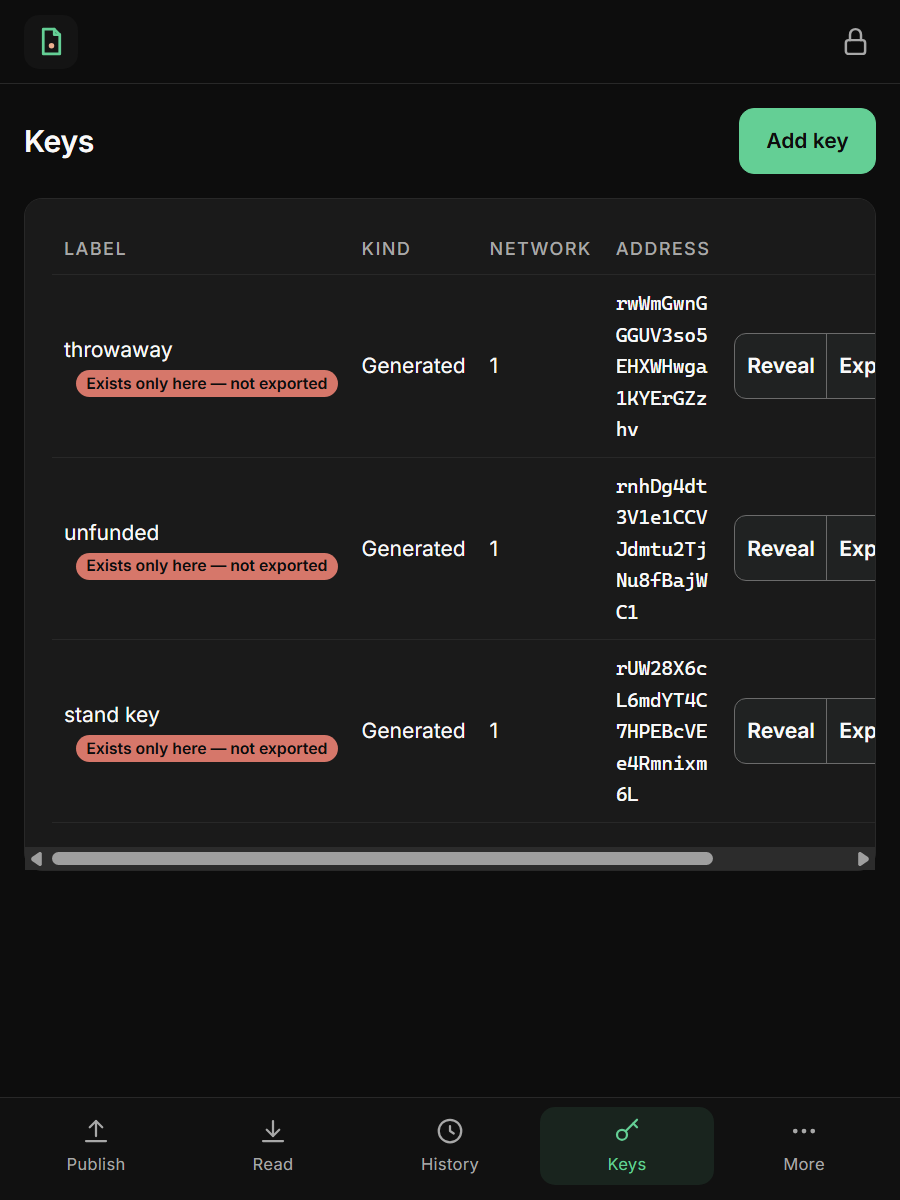 Keys
Add key
LABEL KIND NETWORK ADDRESS
throwaway
Exists only here — not exported
Generated 1
rwWmGwnG
GGUV3so5
EHXWHwga
1KYErGZz
hv
Reveal Exp
unfunded
Exists only here — not exported
Generated 1
rnhDg4dt
3V1e1CCV
Jdmtu2Tj
Nu8fBajW
C1
Reveal Exp
stand key
Exists only here — not exported
Generated 1
rUW28X6c
L6mdYT4C
7HPEBcVE
e4Rmnixm
6L
Reveal Exp
Publish Read History Keys More